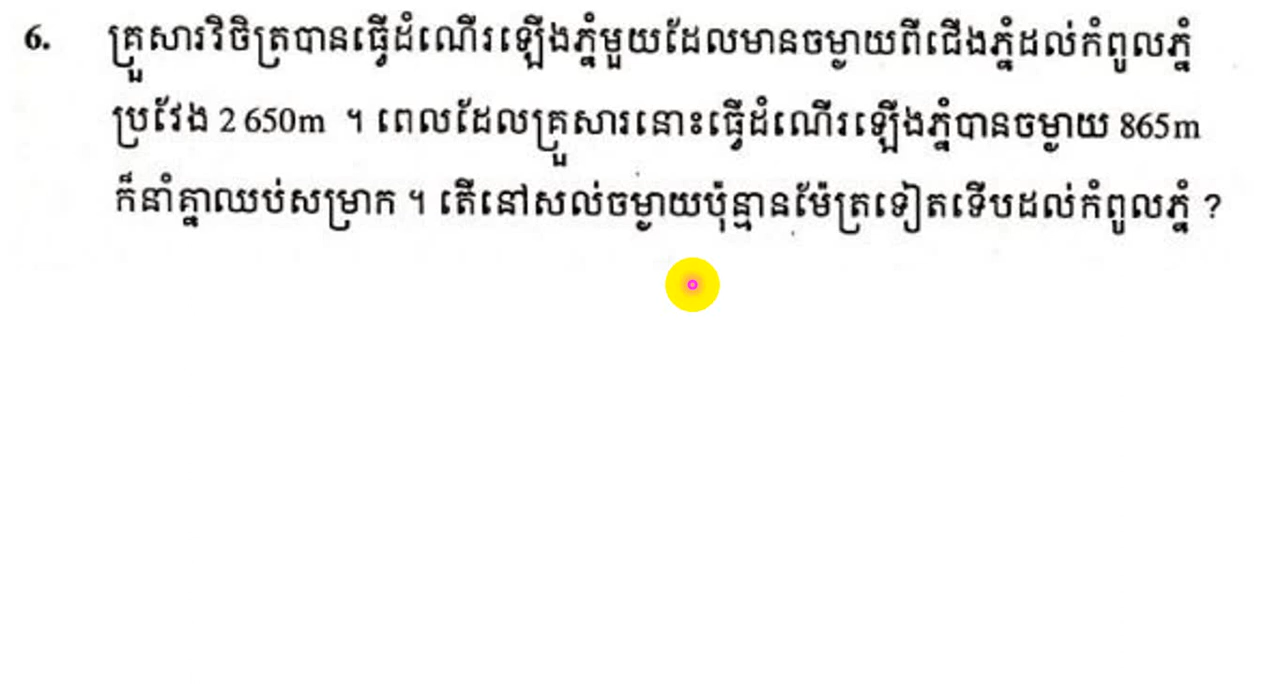 6. គ្រួសារវិចិត្របានធ្វើដំណើរឡើងភ្នំមួយដែលមានចម្ងាយពីជើងភ្នំដល់កំពូលភ្នំ
ប្រវែង 2 650m ។ ពេលដែលគ្រួសារនោះធ្វើដំណើរឡើងភ្នំបានចម្ងាយ 865m
ក៏នាំគ្នាឈប់សម្រាក ។ តើនៅសល់ចម្ងាយប៉ុន្មានម៉ែត្រទៀតទើបដល់កំពូលភ្នំ ?